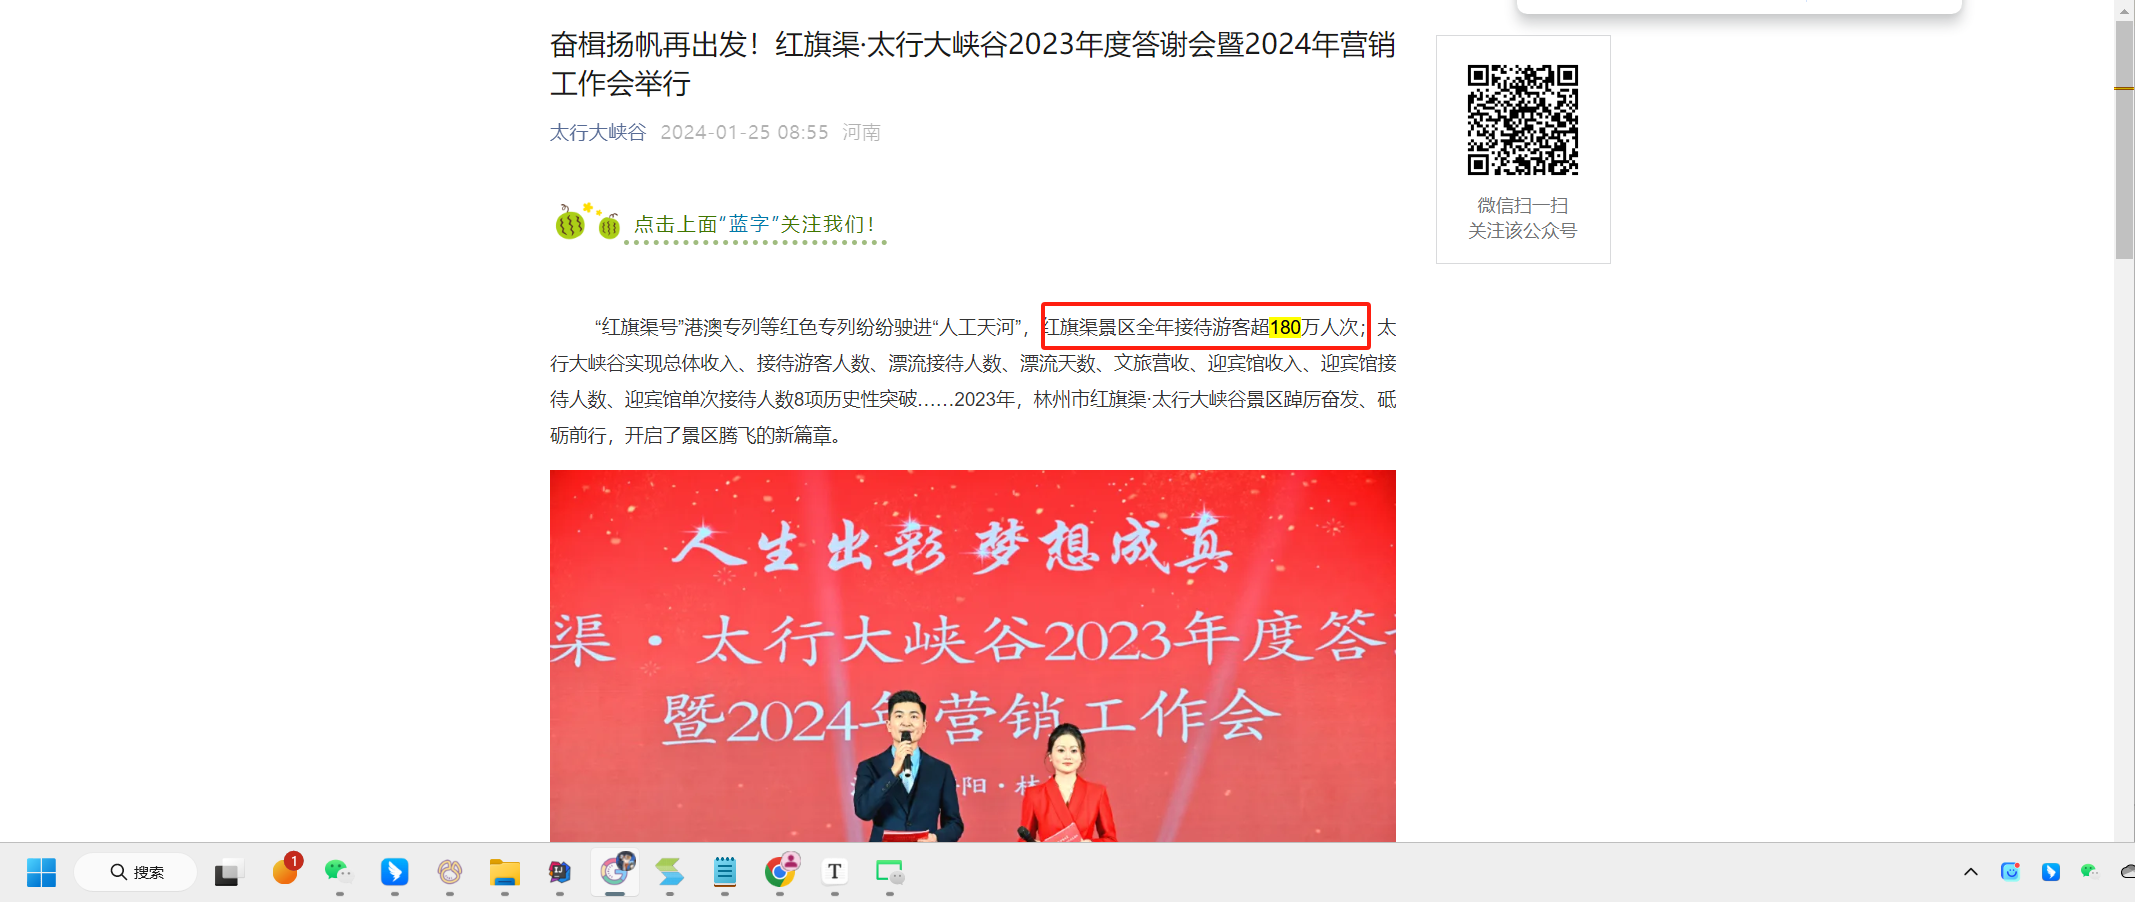 奋楫扬帆再出发！红旗渠·太行大峡谷2023年度答谢会暨2024年营销
工作会举行
太行大峡谷 2024-01-25 08:55 河南
微信扫一扫
关注该公众号
点击上面“蓝字”关注我们！
“红旗渠号”港澳专列等红色专列纷纷驶进“人工天河”，红旗渠景区全年接待游客超180万人次；太
行大峡谷实现总体收入、接待游客人数、漂流接待人数、漂流天数、文旅营收、迎宾馆收入、迎宾馆接
待人数、迎宾馆单次接待人数8项历史性突破……2023年，林州市红旗渠·太行大峡谷景区踔厉奋发、砥
砺前行，开启了景区腾飞的新篇章。
人生出彩 梦想成真
渠·太行大峡谷2023年度答
暨2024年营销工作会
阳·林
搜索
1
T